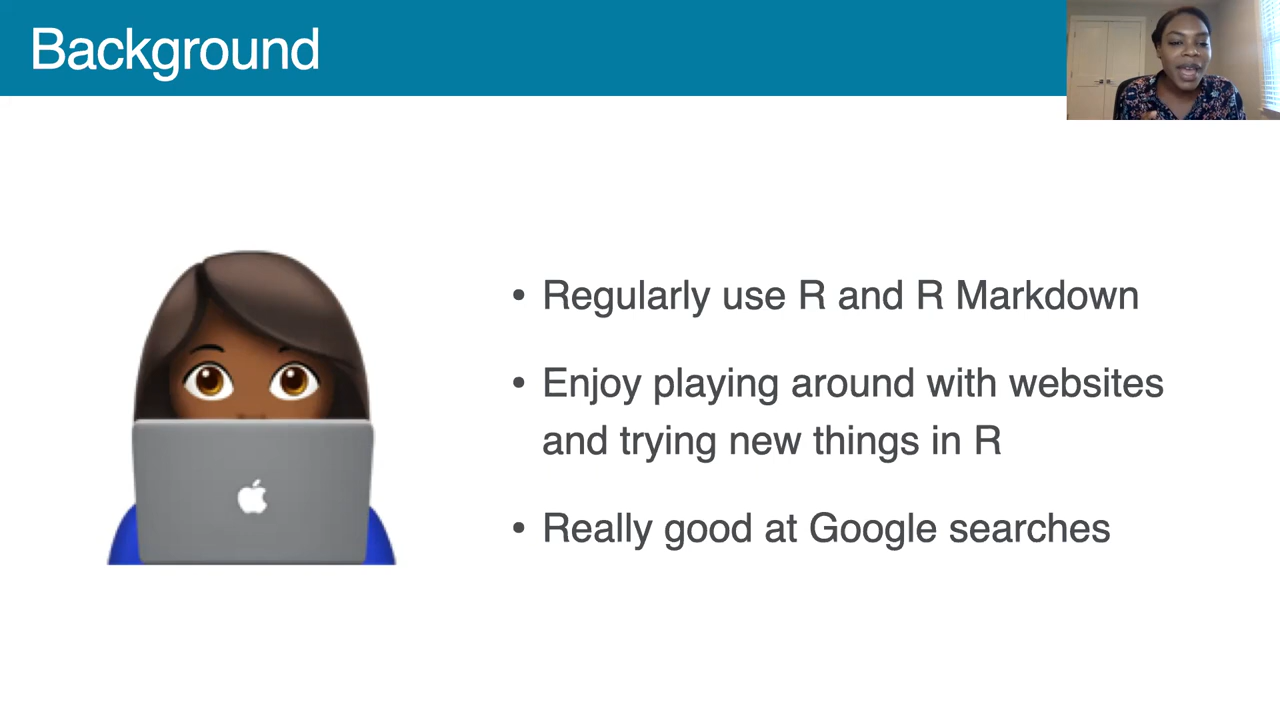 Background
• Regularly use R and R Markdown
• Enjoy playing around with websites
and trying new things in R
• Really good at Google searches